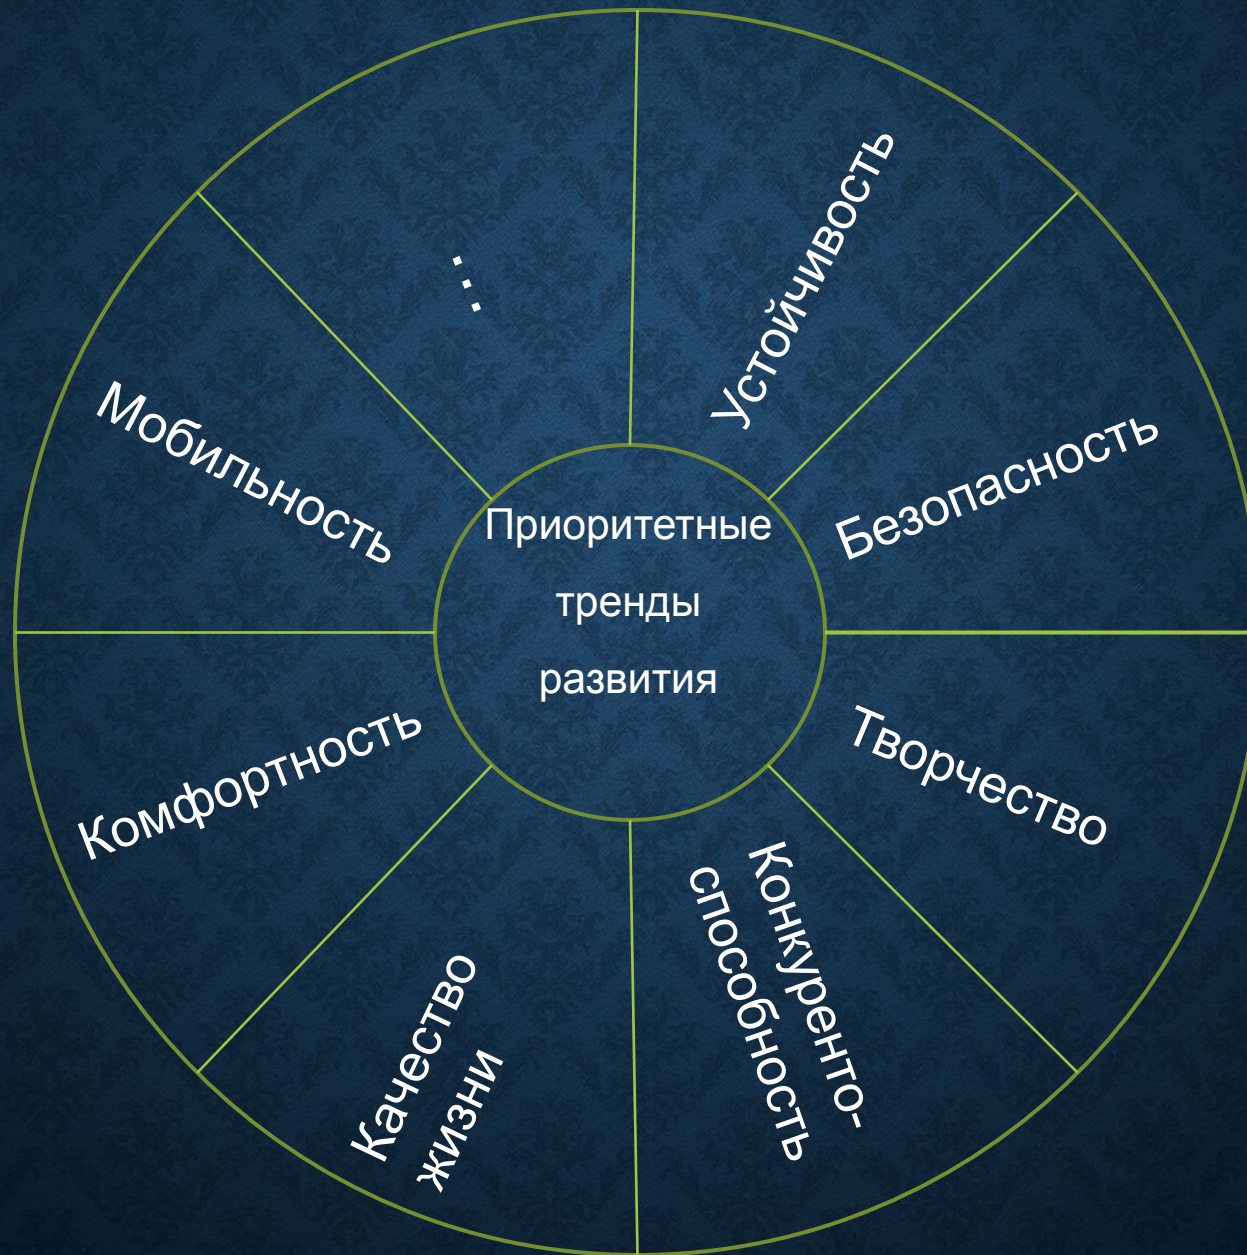 Приоритетные
тренды
развития
Устойчивость
Безопасность
Творчество
Конкуренто-
способность
Качество
жизни
Комфортность
Мобильность
...